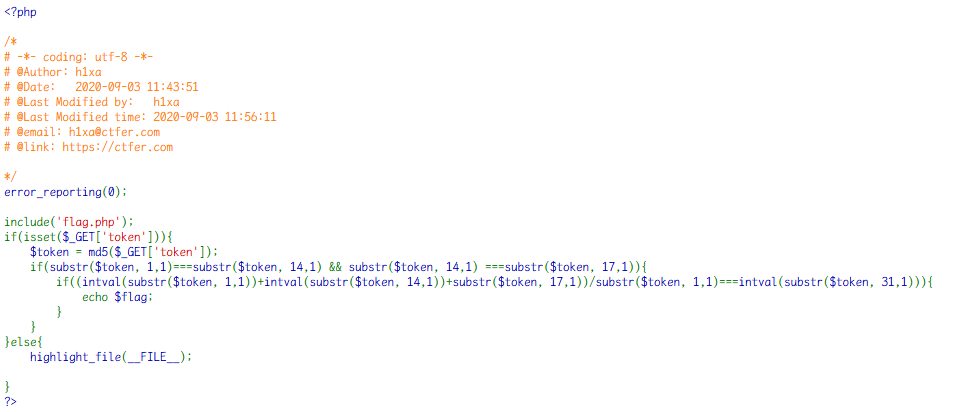 <?php
/*
# -*- coding: utf-8 -*-
# @Author: h1xa
# @Date:   2020-09-03 11:43:51
# @Last Modified by:   h1xa
# @Last Modified time: 2020-09-03 11:56:11
# @email: h1xa@ctfer.com
# @link: https://ctfer.com
*/
error_reporting(0);
include('flag.php');
if(isset($_GET['token'])){
    $token = md5($_GET['token']);
    if(substr($token, 1,1)===substr($token, 14,1) && substr($token, 14,1) ===substr($token, 17,1)){
        if((intval(substr($token, 1,1))+intval(substr($token, 14,1))+substr($token, 17,1))/substr($token, 1,1)===intval(substr($token, 31,1))){
            echo $flag;
        }
    }
}else{
    highlight_file(__FILE__);
}
?>